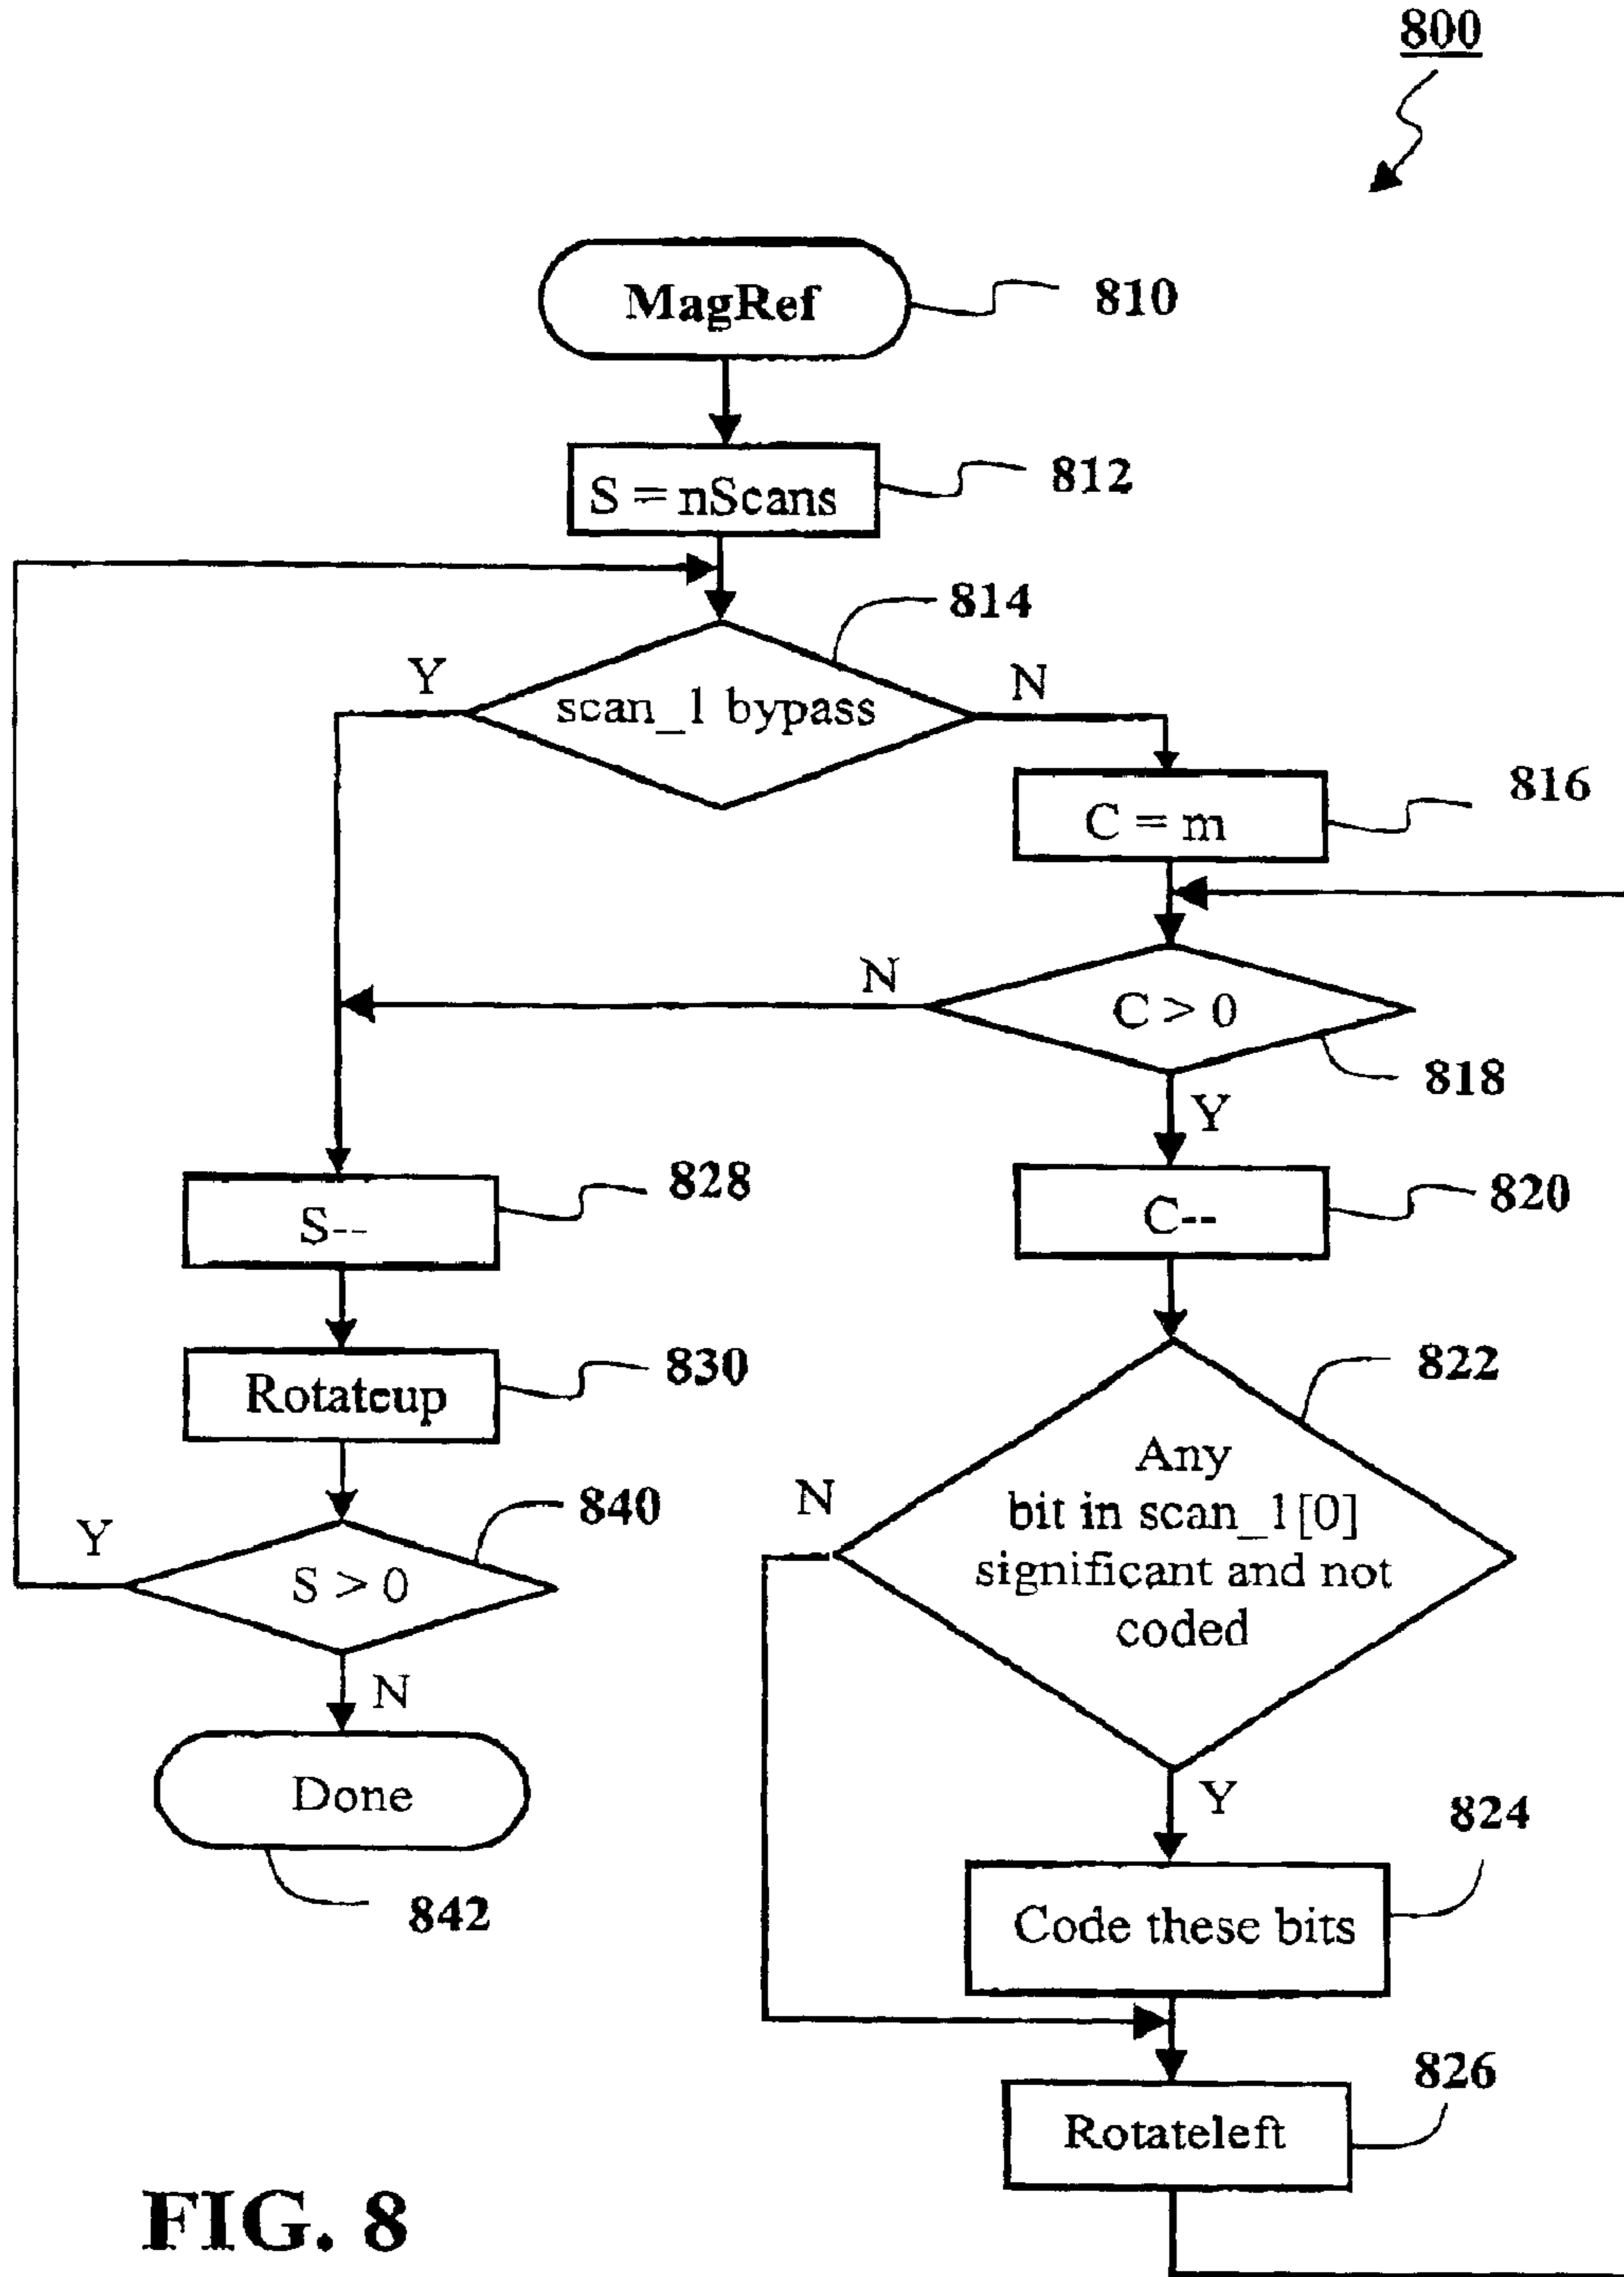 800
MagRef
810
S = nScans
812
814
Y
scan_1 bypass
N
816
C = m
N
C > 0
818
Y
828
S--
820
C--
830
Rotateup
822
Any
bit in scan_1[0]
significant and not
coded
N
840
Y
S > 0
N
Done
842
Y
824
Code these bits
826
Rotateleft
FIG. 8